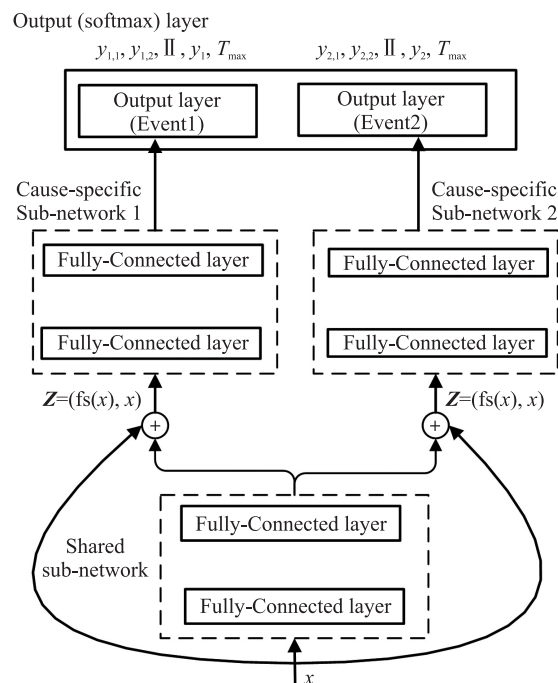 Output (softmax) layer
y1,1, y1,2, Ⅱ, y1, Tmax
y2,1, y2,2, Ⅱ, y2, Tmax
Output layer
(Event1)
Output layer
(Event2)
Cause-specific
Sub-network 1
Cause-specific
Sub-network 2
Fully-Connected layer
Fully-Connected layer
Fully-Connected layer
Fully-Connected layer
Z=(fs(x), x)
Z=(fs(x), x)
+
+
Fully-Connected layer
Shared
sub-network
Fully-Connected layer
x